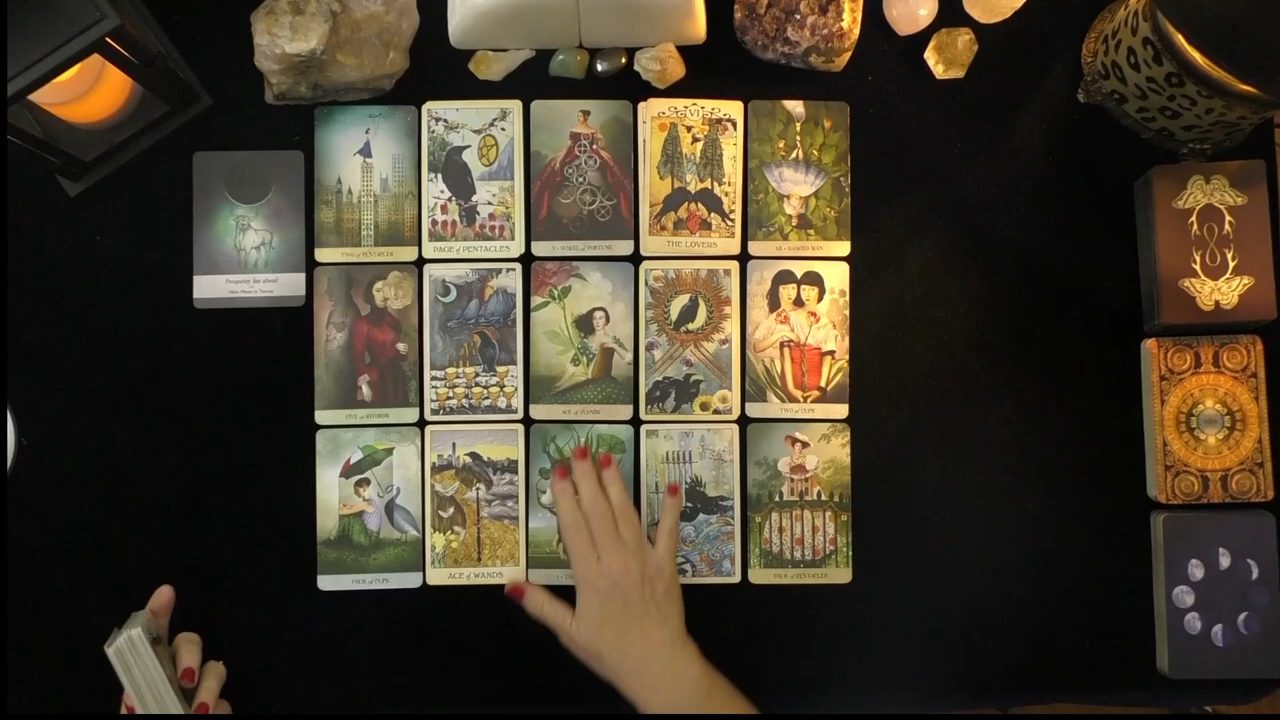 TWO of PENTACLES
PAGE of PENTACLES
X • WHEEL of FORTUNE
VI
THE LOVERS
XII • HANGED MAN
Prosperity lies ahead
New Moon in Taurus
FIVE of SWORDS
VIII
ACE of WANDS
TWO of CUPS
FOUR of CUPS
ACE of WANDS
VI
FOUR of PENTACLES